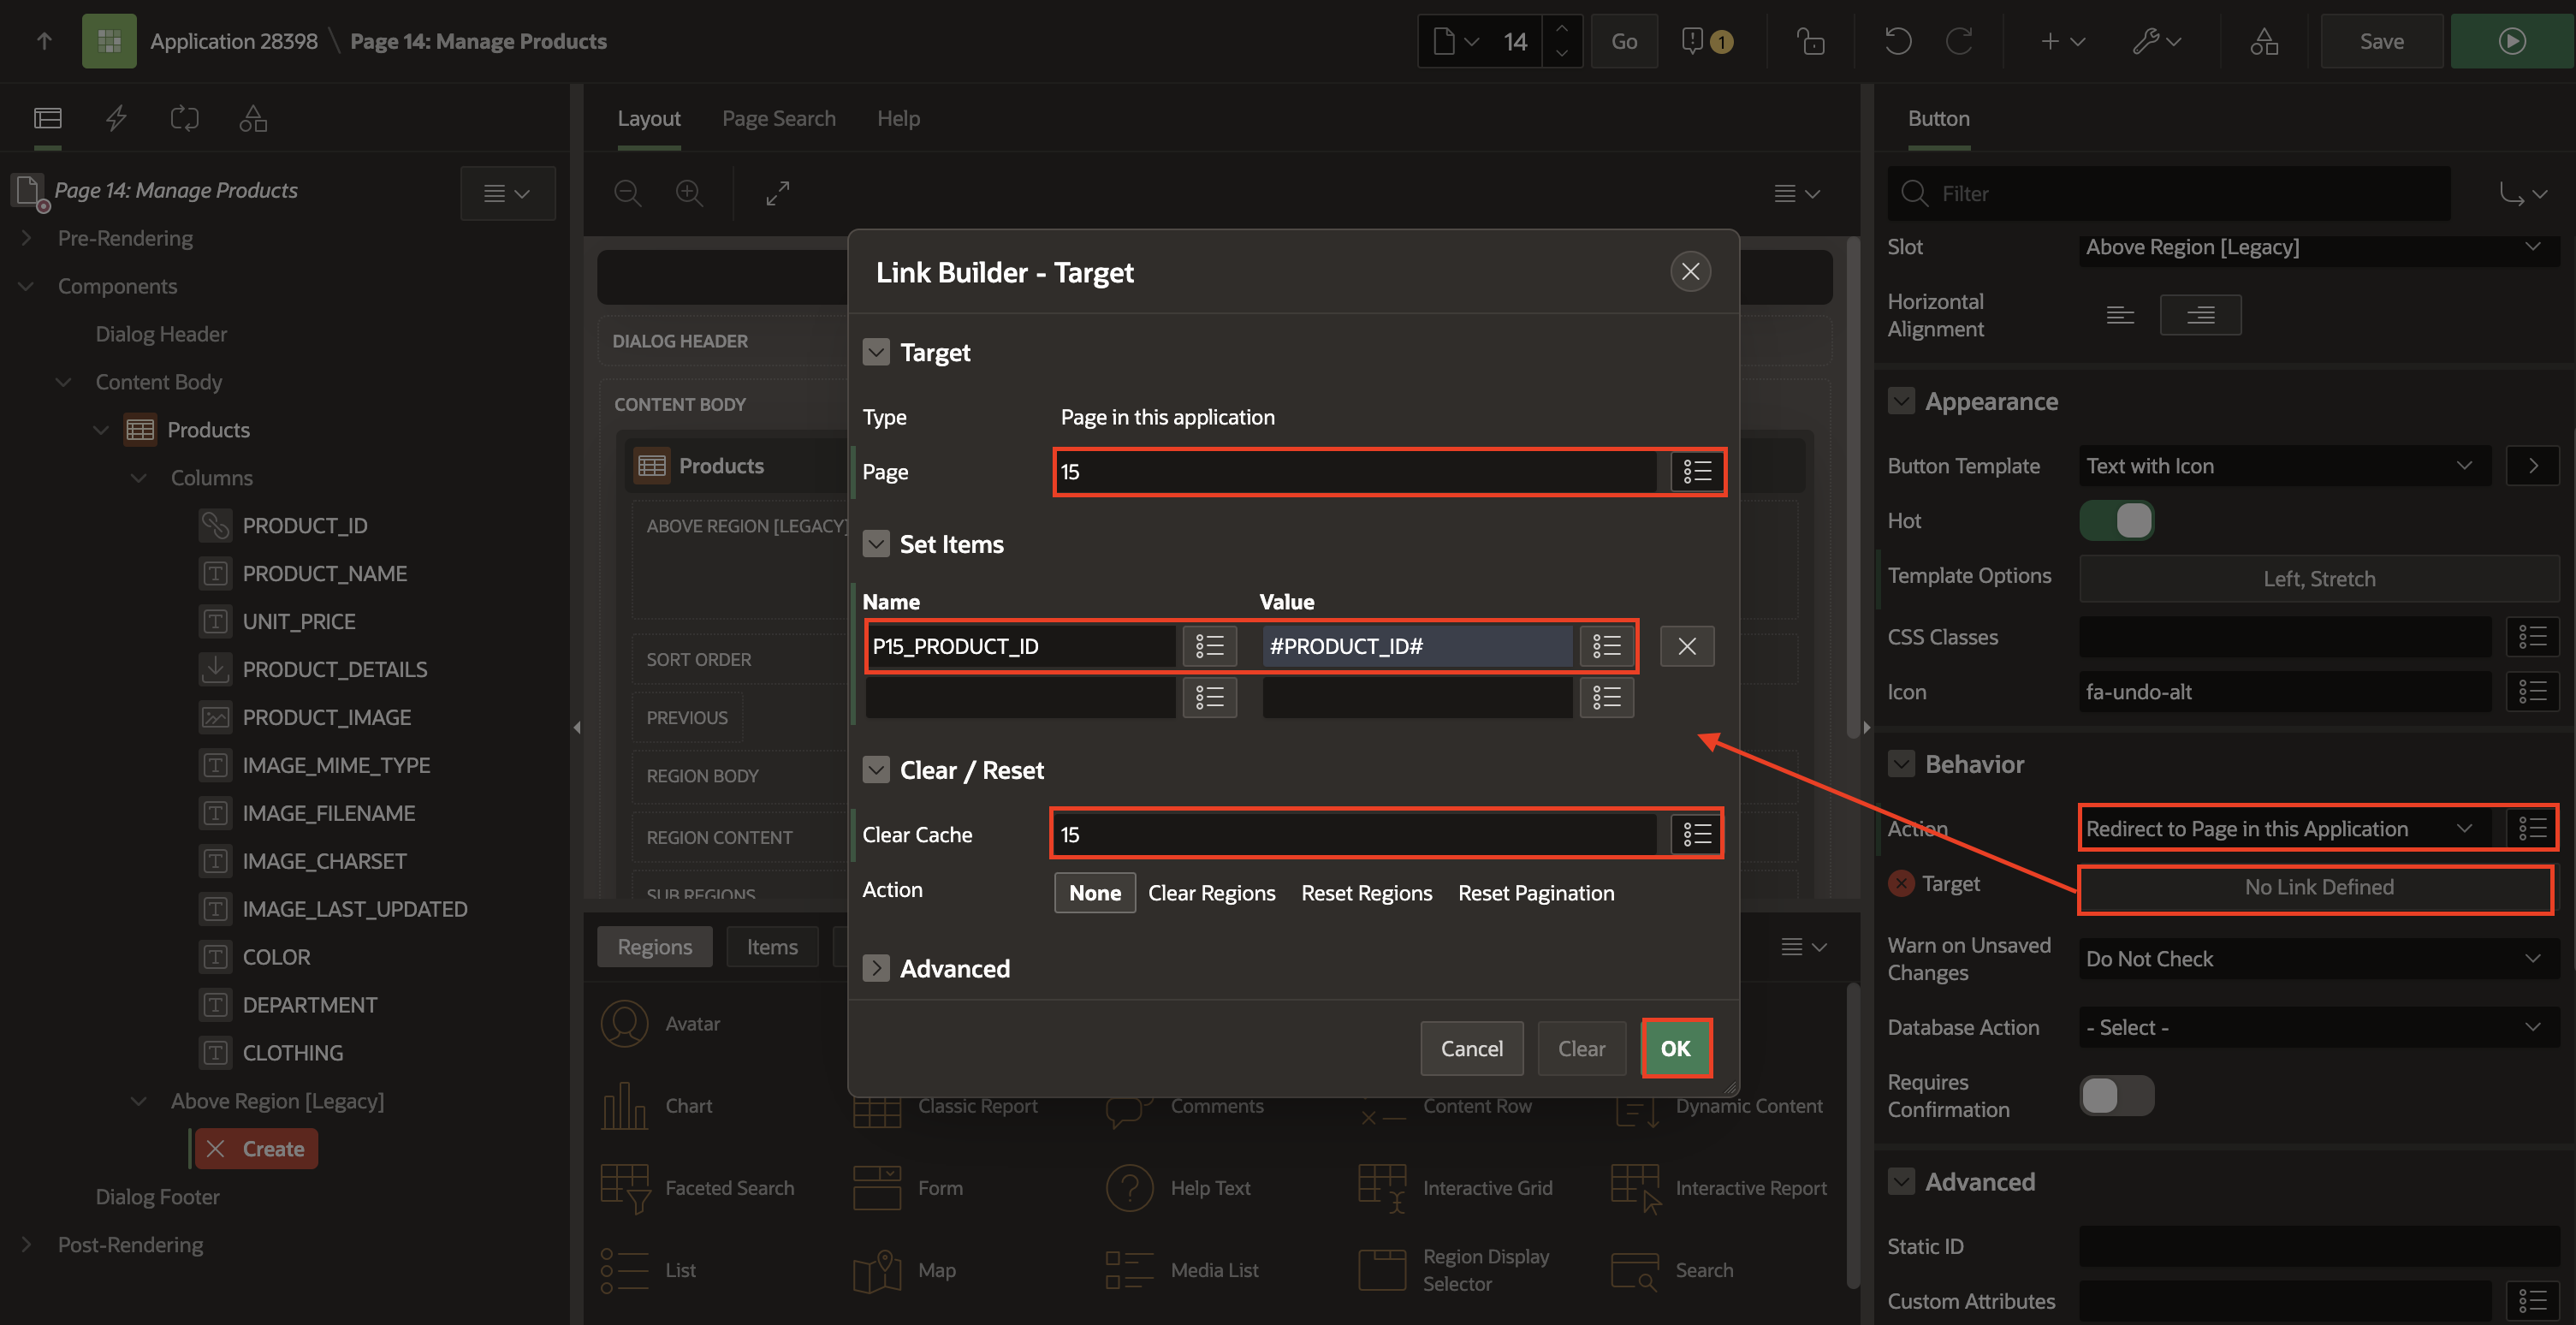 Application 28398 \ Page 14: Manage Products
14
Go
1
Save
Page 14: Manage Products
Pre-Rendering
Components
Dialog Header
Content Body
Products
Columns
PRODUCT_ID
PRODUCT_NAME
UNIT_PRICE
PRODUCT_DETAILS
PRODUCT_IMAGE
IMAGE_MIME_TYPE
IMAGE_FILENAME
IMAGE_CHARSET
IMAGE_LAST_UPDATED
COLOR
DEPARTMENT
CLOTHING
Above Region [Legacy]
Create
Dialog Footer
Post-Rendering
Layout Page Search Help
DIALOG HEADER
CONTENT BODY
Products
ABOVE REGION [LEGACY]
SORT ORDER
PREVIOUS
REGION BODY
REGION CONTENT
SUB REGIONS
Link Builder - Target
Target
Type Page in this application
Page 15
Set Items
Name Value
P15_PRODUCT_ID #PRODUCT_ID#
Clear / Reset
Clear Cache 15
Action None Clear Regions Reset Regions Reset Pagination
Advanced
Cancel Clear OK
Regions Items
Avatar
Chart Classic Report Comments Content Row Dynamic Content
Faceted Search Form Help Text Interactive Grid Interactive Report
List Map Media List Region Display Selector Search
Button
Filter
Slot Above Region [Legacy]
Horizontal
Alignment
Appearance
Button Template Text with Icon
Hot
Template Options Left, Stretch
CSS Classes
Icon fa-undo-alt
Behavior
Action Redirect to Page in this Application
Target No Link Defined
Warn on Unsaved
Changes Do Not Check
Database Action - Select -
Requires
Confirmation
Advanced
Static ID
Custom Attributes